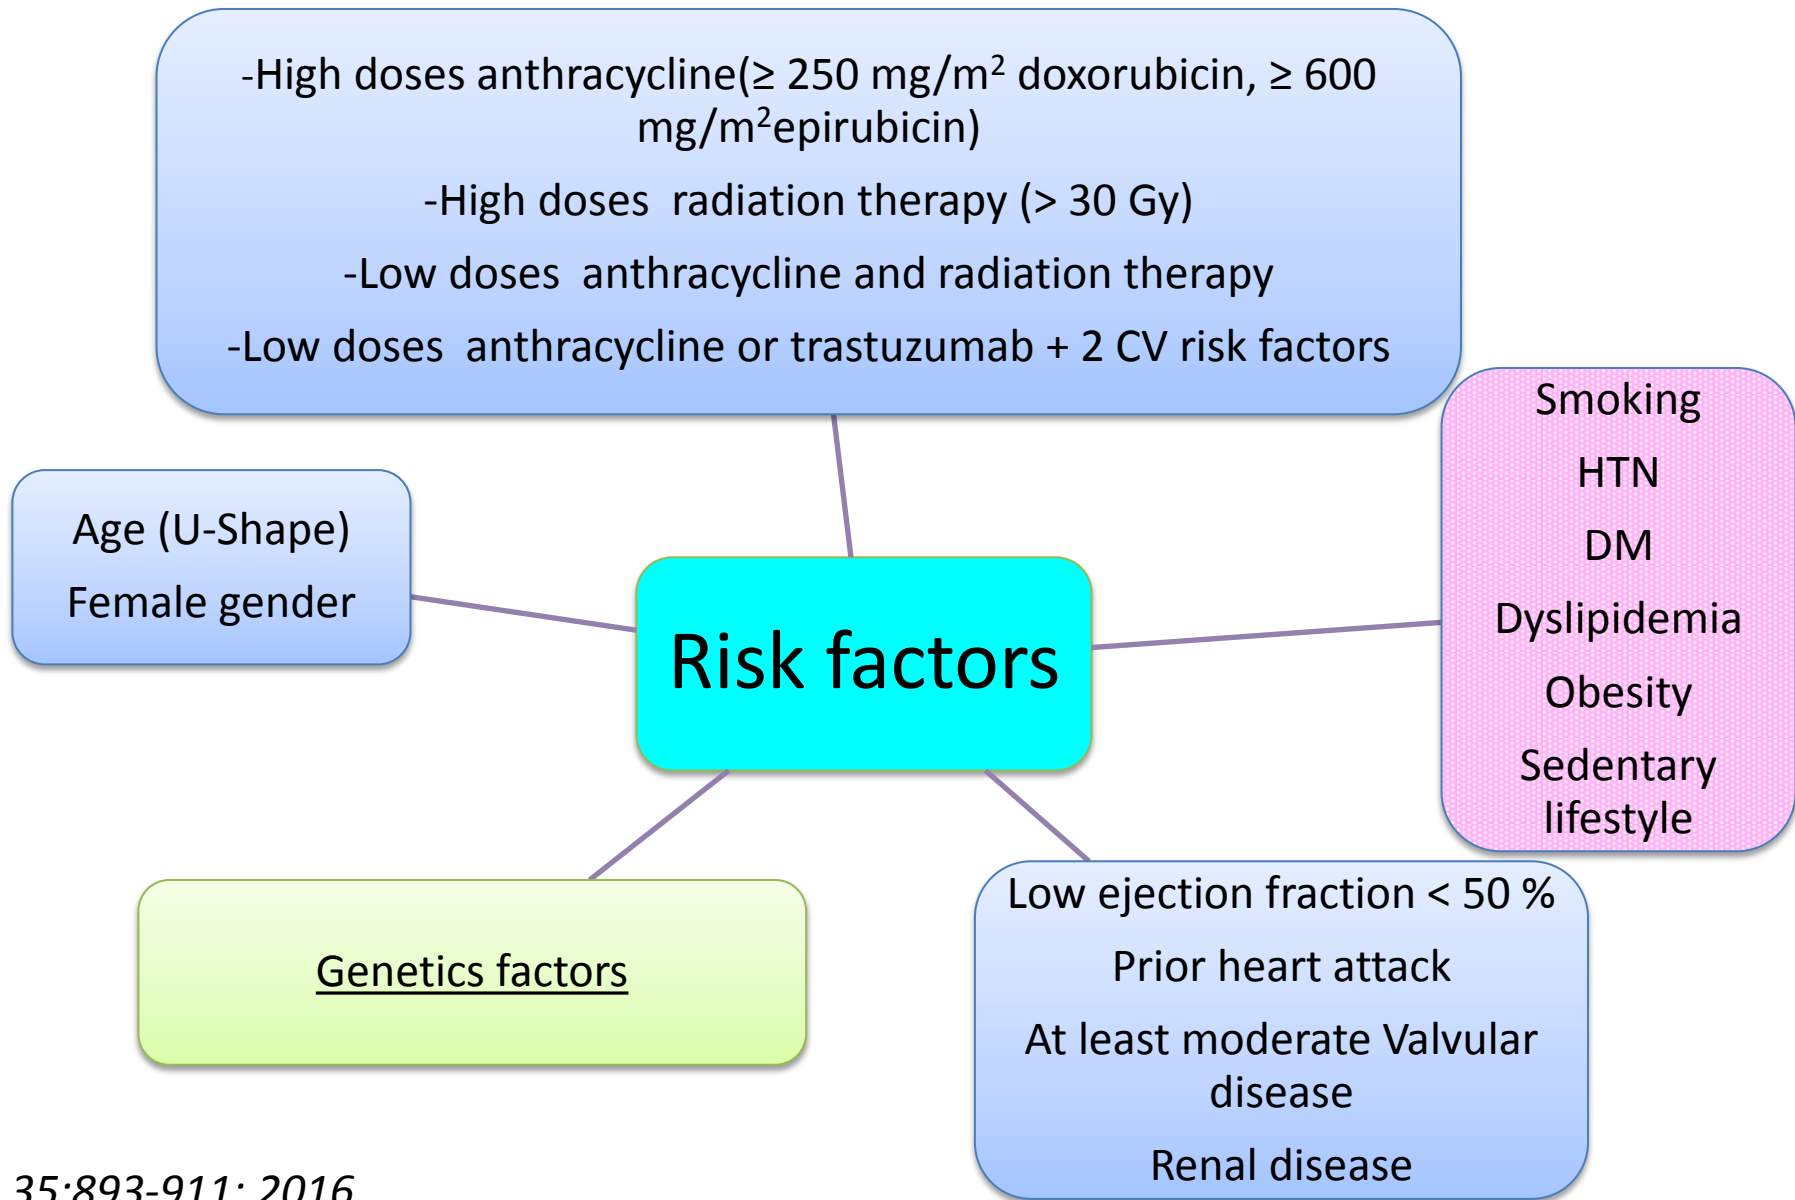 -High doses anthracycline(≥ 250 mg/m² doxorubicin, ≥ 600
mg/m²epirubicin)
-High doses  radiation therapy (> 30 Gy)
-Low doses  anthracycline and radiation therapy
-Low doses  anthracycline or trastuzumab + 2 CV risk factors
Smoking
HTN
DM
Dyslipidemia
Obesity
Sedentary
lifestyle
Age (U-Shape)
Female gender
Risk factors
Genetics factors
Low ejection fraction < 50 %
Prior heart attack
At least moderate Valvular
disease
Renal disease
35:893-911; 2016